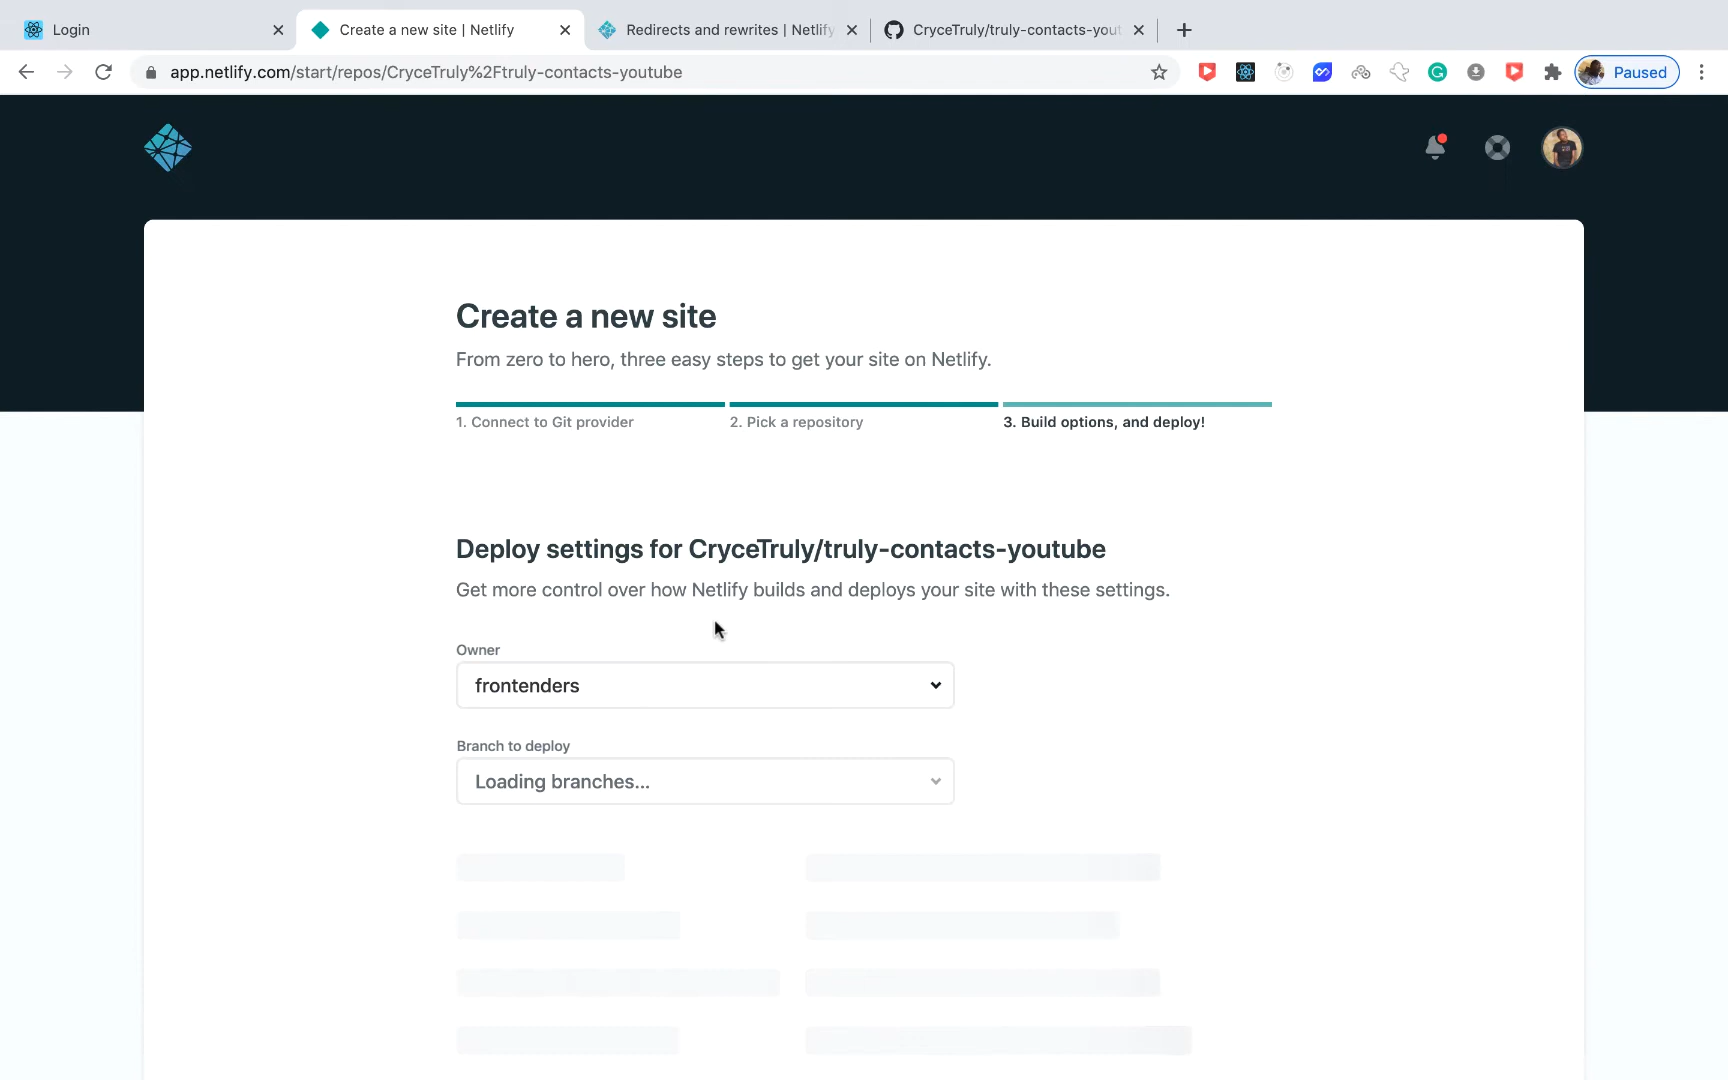 Login
Create a new site | Netlify
Redirects and rewrites | Netlify
CryceTruly/truly-contacts-yout
app.netlify.com/start/repos/CryceTruly%2Ftruly-contacts-youtube
Paused
Create a new site
From zero to hero, three easy steps to get your site on Netlify.
1. Connect to Git provider
2. Pick a repository
3. Build options, and deploy!
Deploy settings for CryceTruly/truly-contacts-youtube
Get more control over how Netlify builds and deploys your site with these settings.
Owner
frontenders
Branch to deploy
Loading branches...